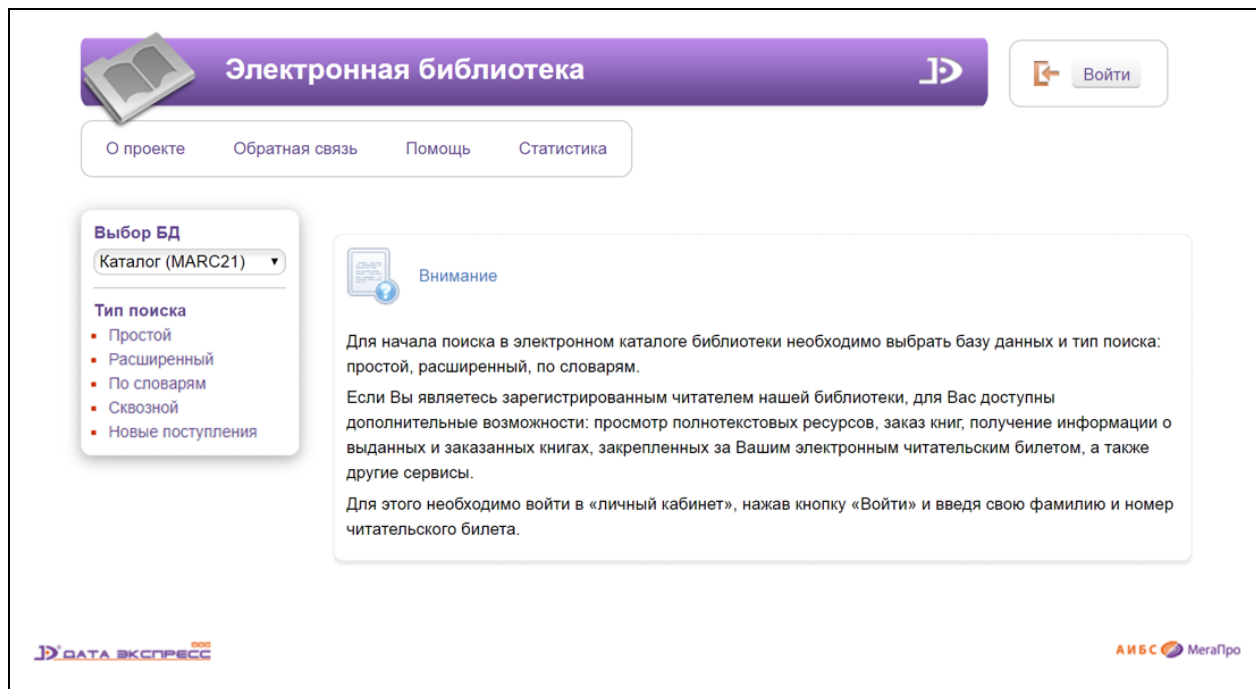 Электронная библиотека
Войти
О проекте Обратная связь Помощь Статистика
Выбор БД
Каталог (MARC21)
Тип поиска
Простой
Расширенный
По словарям
Сквозной
Новые поступления
Внимание
Для начала поиска в электронном каталоге библиотеки необходимо выбрать базу данных и тип поиска:
простой, расширенный, по словарям.
Если Вы являетесь зарегистрированным читателем нашей библиотеки, для Вас доступны
дополнительные возможности: просмотр полнотекстовых ресурсов, заказ книг, получение информации о
выданных и заказанных книгах, закрепленных за Вашим электронным читательским билетом, а также
другие сервисы.
Для этого необходимо войти в «личный кабинет», нажав кнопку «Войти» и введя свою фамилию и номер
читательского билета.
ДАТА ЭКСПРЕСС
АИБС МегаПро